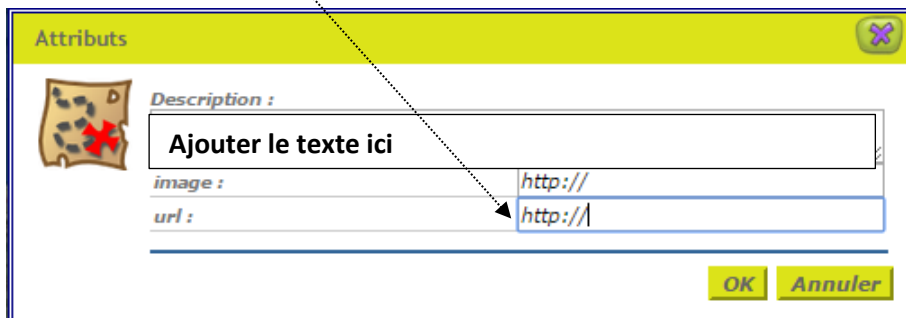 Attributs
Description :
Ajouter le texte ici
image : http://
url : http://
OK Annuler